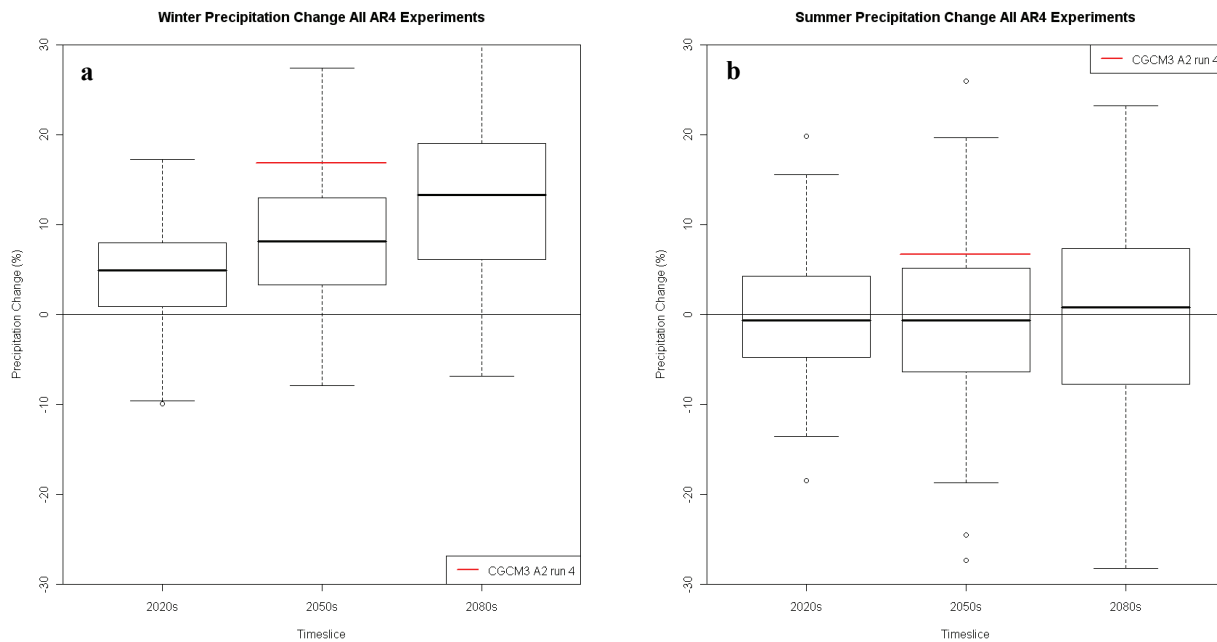 Winter Precipitation Change All AR4 Experiments
a
30
20
10
0
-10
-20
-30
Precipitation Change (%)
CGCM3 A2 run 4
2020s
2050s
2080s
Timeslice
Summer Precipitation Change All AR4 Experiments
b
CGCM3 A2 run 4
30
20
10
0
-10
-20
-30
Precipitation Change (%)
2020s
2050s
2080s
Timeslice